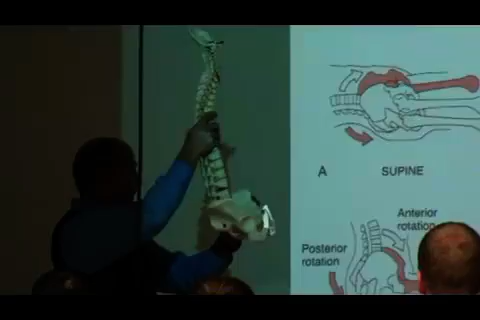 A
SUPINE
Anterior
rotation
Posterior
rotation